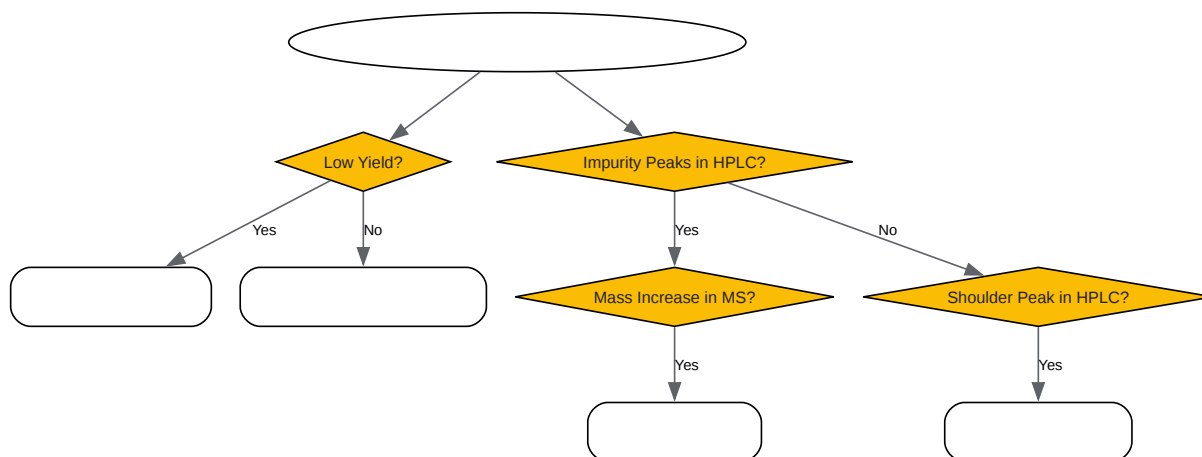 Low Yield?
Impurity Peaks in HPLC?
Yes
No
Yes
No
Mass Increase in MS?
Shoulder Peak in HPLC?
Yes
Yes